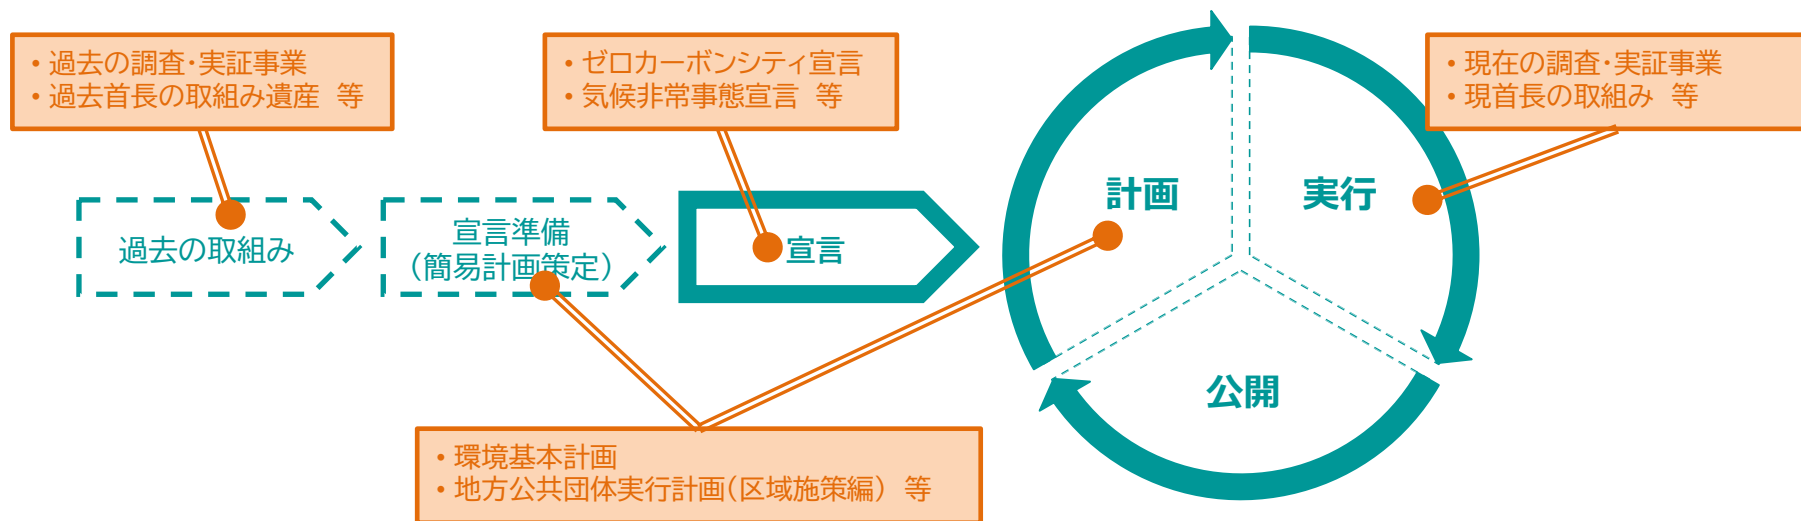 ・過去の調査・実証事業
・過去首長の取組み遺産 等
・ゼロカーボンシティ宣言
・気候非常事態宣言 等
・現在の調査・実証事業
・現首長の取組み 等
過去の取組み
宣言準備
（簡易計画策定）
宣言
計画
実行
公開
・環境基本計画
・地方公共団体実行計画（区域施策編） 等